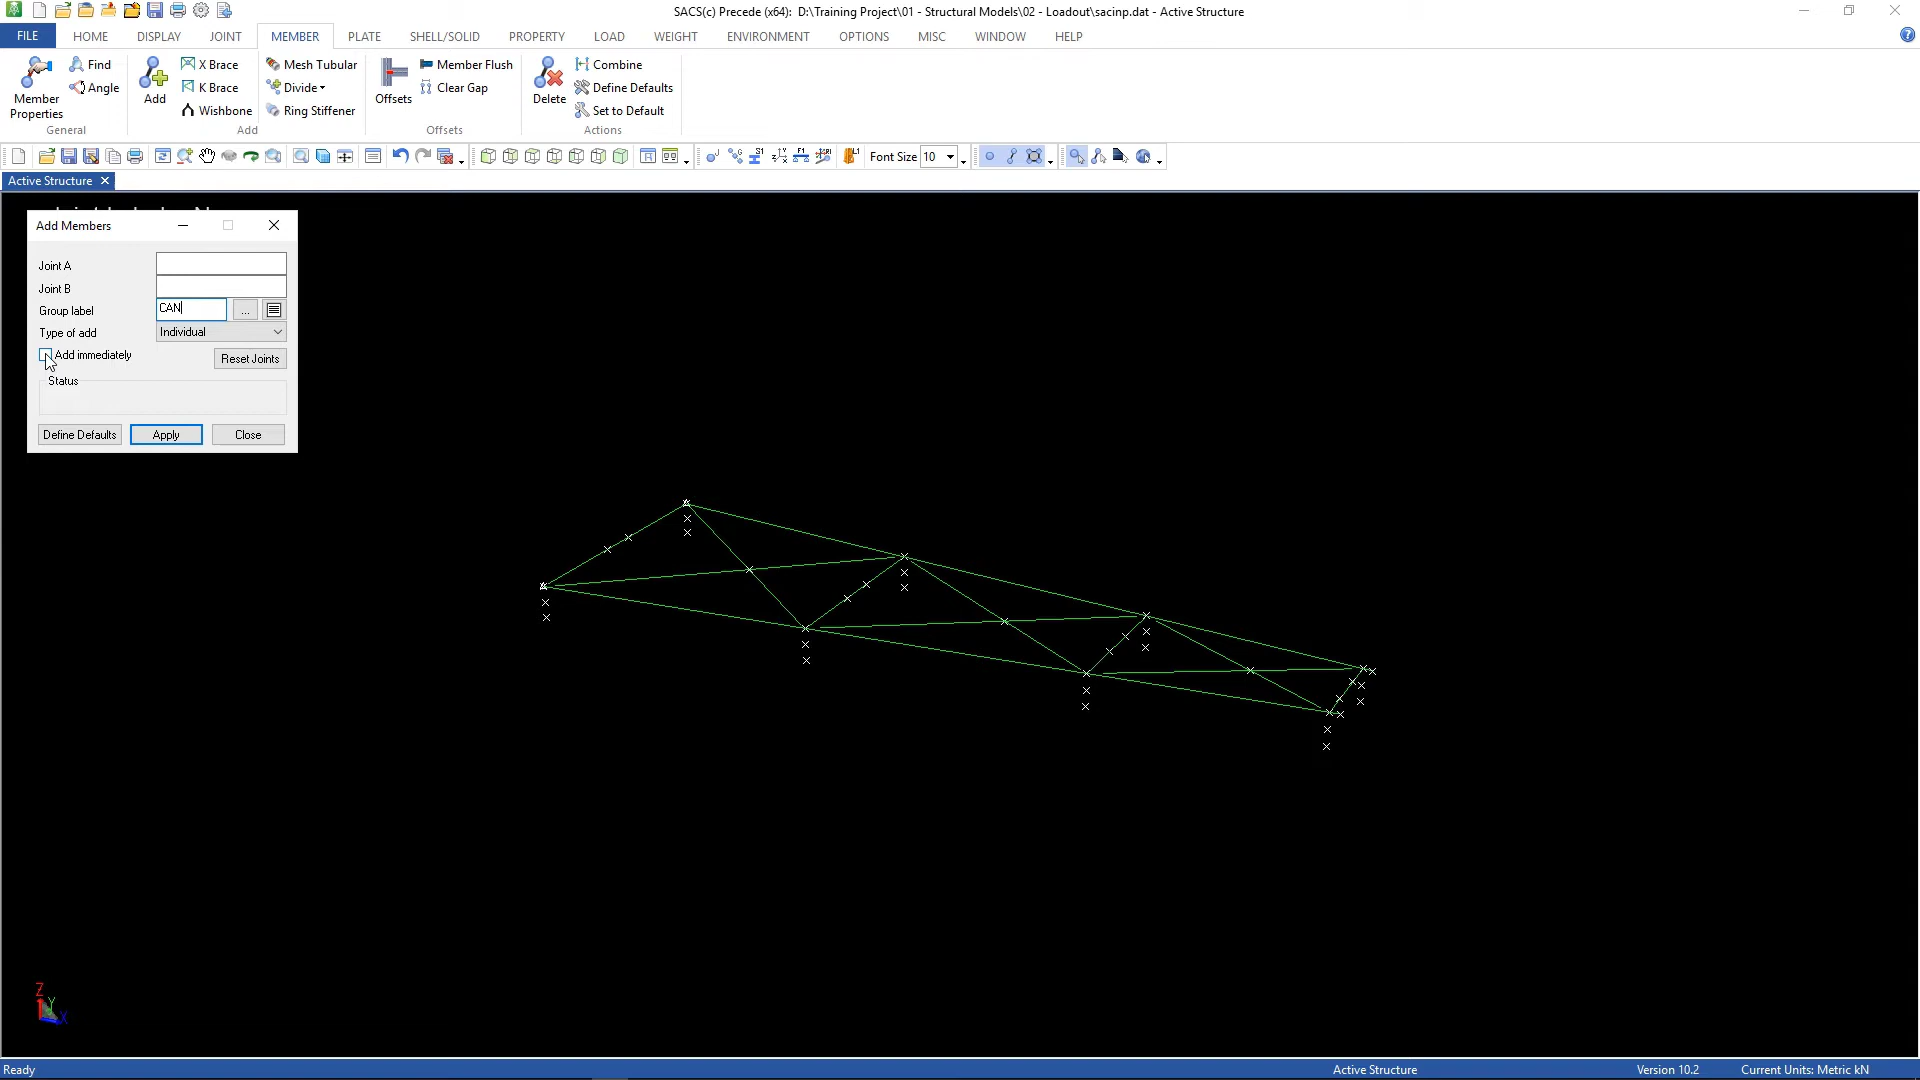 SACS(c) Precede (x64):  D:\Training Project\01 - Structural Models\02 - Loadout\sacinp.dat - Active Structure
FILE HOME DISPLAY JOINT MEMBER PLATE SHELL/SOLID PROPERTY LOAD WEIGHT ENVIRONMENT OPTIONS MISC WINDOW HELP
Member Properties
Find
Angle
General
Add
X Brace
K Brace
Wishbone
Mesh Tubular
Divide
Ring Stiffener
Add
Offsets
Member Flush
Clear Gap
Offsets
Delete
Combine
Define Defaults
Set to Default
Actions
Font Size 10
Active Structure
Add Members
Joint A
Joint B
Group label CAN ...
Type of add Individual
Add immediately Reset Joints
Status
Define Defaults Apply Close
Z
Y
X
Ready Active Structure Version 10.2 Current Units: Metric kN